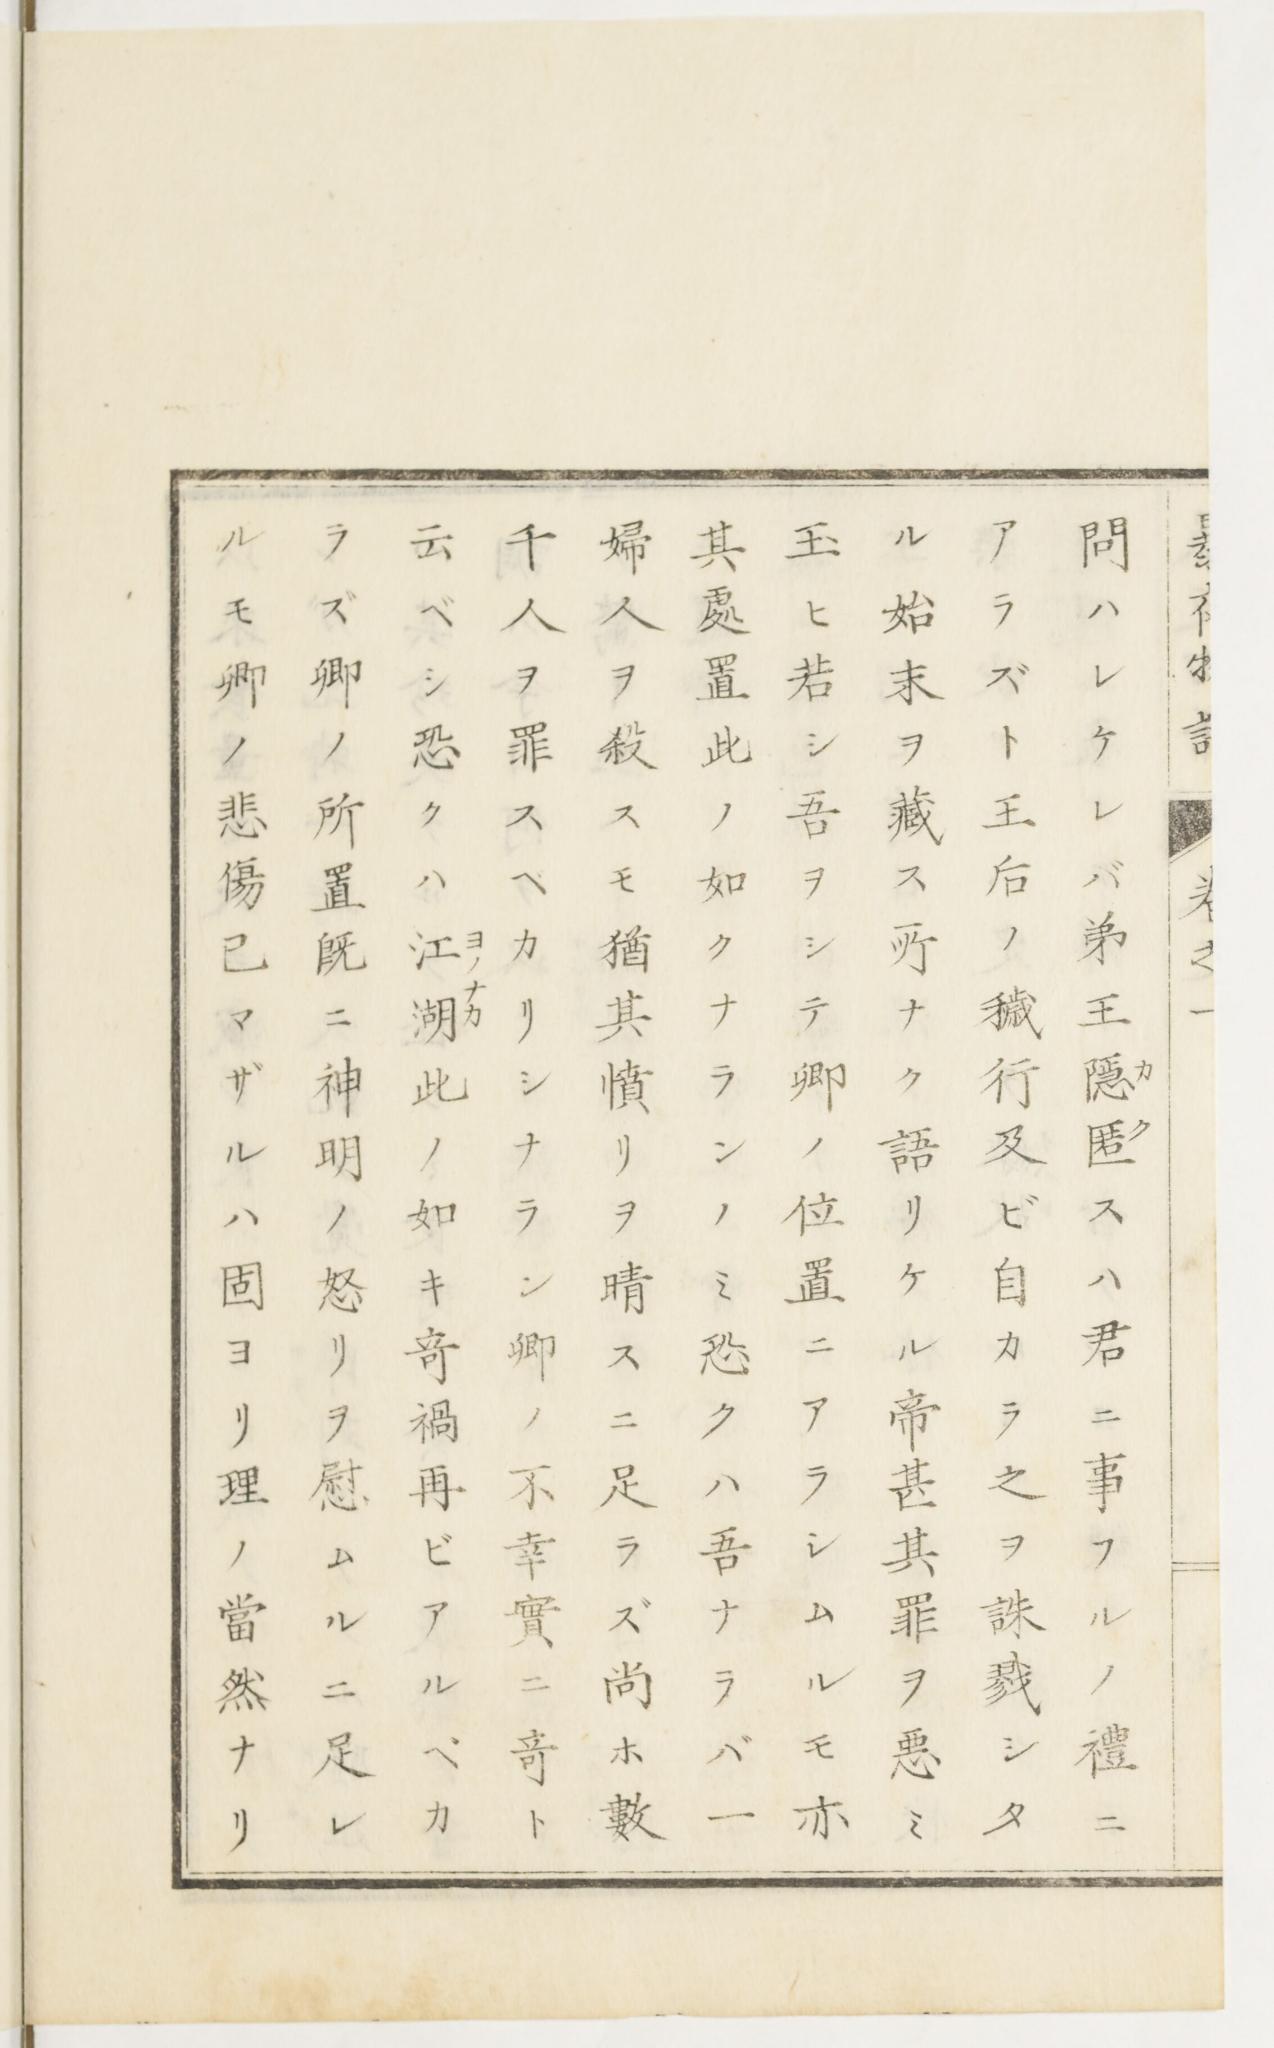 問ハレケレバ弟王隠匿スハ君ニ事フルノ禮ニ
アラズト王后ノ穢行及ビ自カラ之ヲ誅戮シタ
ル始末ヲ藏ス所ナク語リケル帝甚其罪ヲ悪ミ
玉ヒ若シ吾ヲシテ卿ノ位置ニアラシムルモ亦
其處置此ノ如クナランノミ恐クハ吾ナラバ一
婦人ヲ殺スモ猶其憤リヲ晴スニ足ラズ尚ホ數
千人ヲ罪スベカリシナラン卿ノ不幸實ニ奇ト
云ベシ恐クハ江湖此ノ如キ奇禍再ビアルベカ
ラズ卿ノ所置既ニ神明ノ怒リヲ慰ムルニ足レ
ルモ卿ノ悲傷已マザルハ固ヨリ理ノ當然ナリ
カク
ヨノナカ